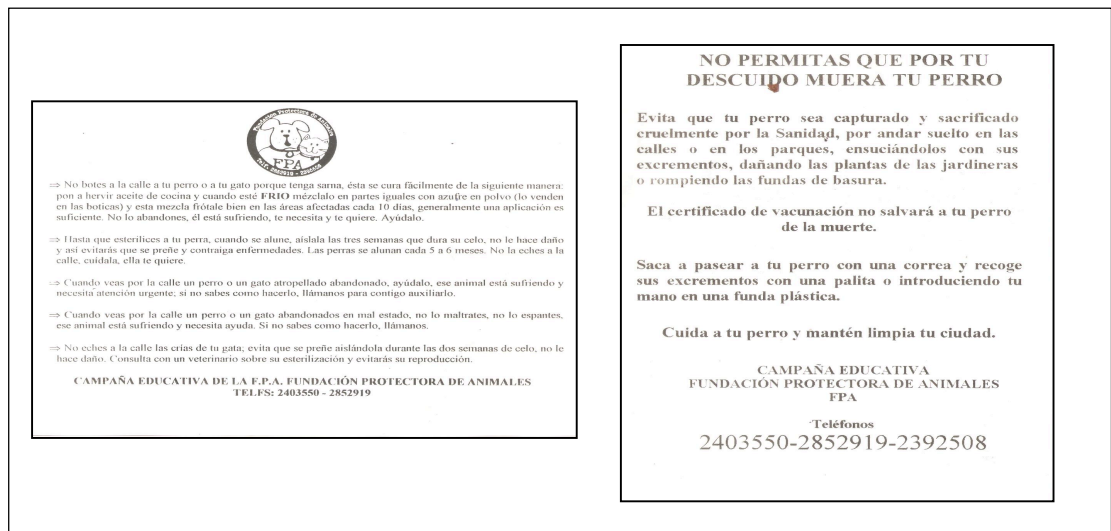 Fundación Protectora de Animales
FPA
Telf. 2852919 - 2392508
⇒ No botes a la calle a tu perro o a tu gato porque tenga sarna, ésta se cura fácilmente de la siguiente manera:
pon a hervir aceite de cocina y cuando esté FRIO mézclalo en partes iguales con azufre en polvo (lo venden
en las boticas) y esta mezcla frótale bien en las áreas afectadas cada 10 días, generalmente una aplicación es
suficiente. No lo abandones, él está sufriendo, te necesita y te quiere. Ayúdalo.
⇒ Hasta que esterilices a tu perra, cuando se alune, aíslala las tres semanas que dura su celo, no le hace daño
y así evitarás que se preñe y contraiga enfermedades. Las perras se alunan cada 5 a 6 meses. No la eches a la
calle, cuídala, ella te quiere.
⇒ Cuando veas por la calle un perro o un gato atropellado abandonado, ayúdalo, ese animal está sufriendo y
necesita atención urgente; si no sabes como hacerlo, llámanos para contigo auxiliarlo.
⇒ Cuando veas por la calle un perro o un gato abandonados en mal estado, no lo maltrates, no lo espantes,
ese animal está sufriendo y necesita ayuda. Si no sabes como hacerlo, llámanos.
⇒ No eches a la calle las crías de tu gata; evita que se preñe aislándola durante las dos semanas de celo, no le
hace daño. Consulta con un veterinario sobre su esterilización y evitarás su reproducción.
CAMPAÑA EDUCATIVA DE LA F.P.A. FUNDACIÓN PROTECTORA DE ANIMALES
TELFS: 2403550 - 2852919
NO PERMITAS QUE POR TU
DESCUIDO MUERA TU PERRO
Evita que tu perro sea capturado y sacrificado
cruelmente por la Sanidad, por andar suelto en las
calles o en los parques, ensuciándolos con sus
excrementos, dañando las plantas de las jardineras
o rompiendo las fundas de basura.
El certificado de vacunación no salvará a tu perro
de la muerte.
Saca a pasear a tu perro con una correa y recoge
sus excrementos con una palita o introduciendo tu
mano en una funda plástica.
Cuida a tu perro y mantén limpia tu ciudad.
CAMPAÑA EDUCATIVA
FUNDACIÓN PROTECTORA DE ANIMALES
FPA
Teléfonos
2403550-2852919-2392508